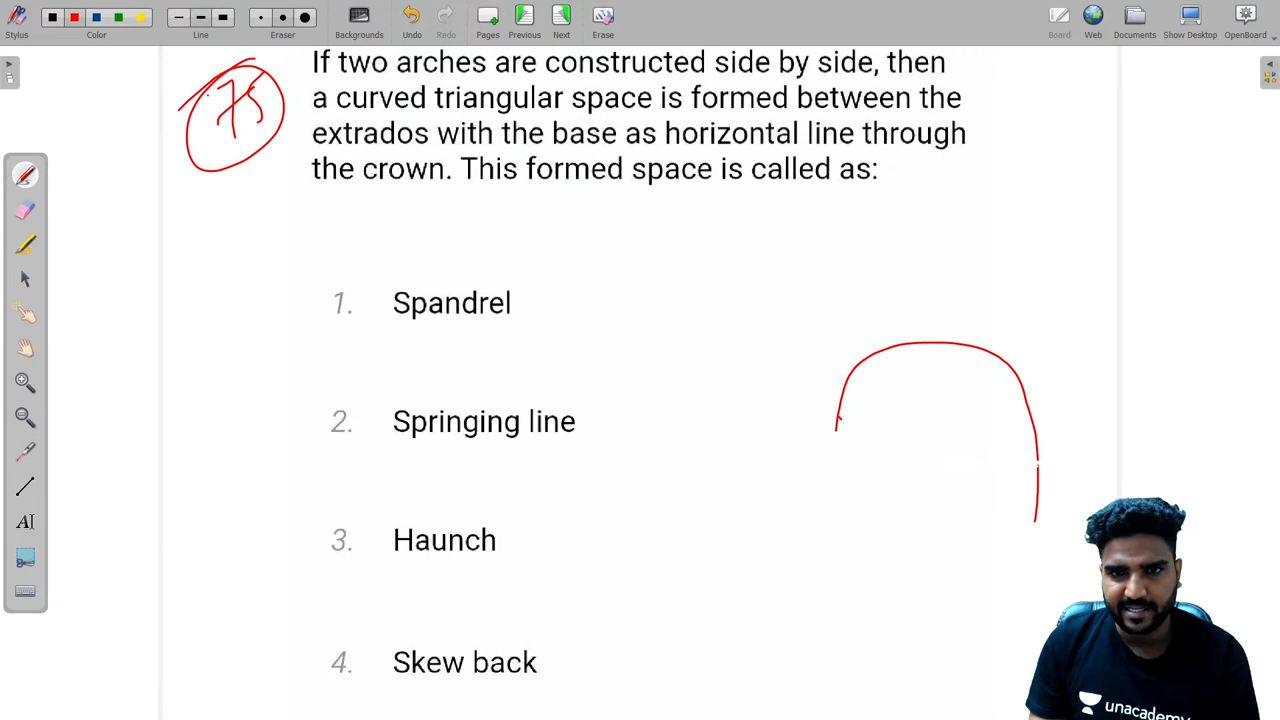 Stylus
Color
Line
Eraser
Backgrounds
Undo
Redo
Pages
Previous
Next
Erase
Board
Web
Documents
Show Desktop
OpenBoard
75
If two arches are constructed side by side, then
a curved triangular space is formed between the
extrados with the base as horizontal line through
the crown. This formed space is called as:
1. Spandrel
2. Springing line
3. Haunch
4. Skew back
AI
unacademy